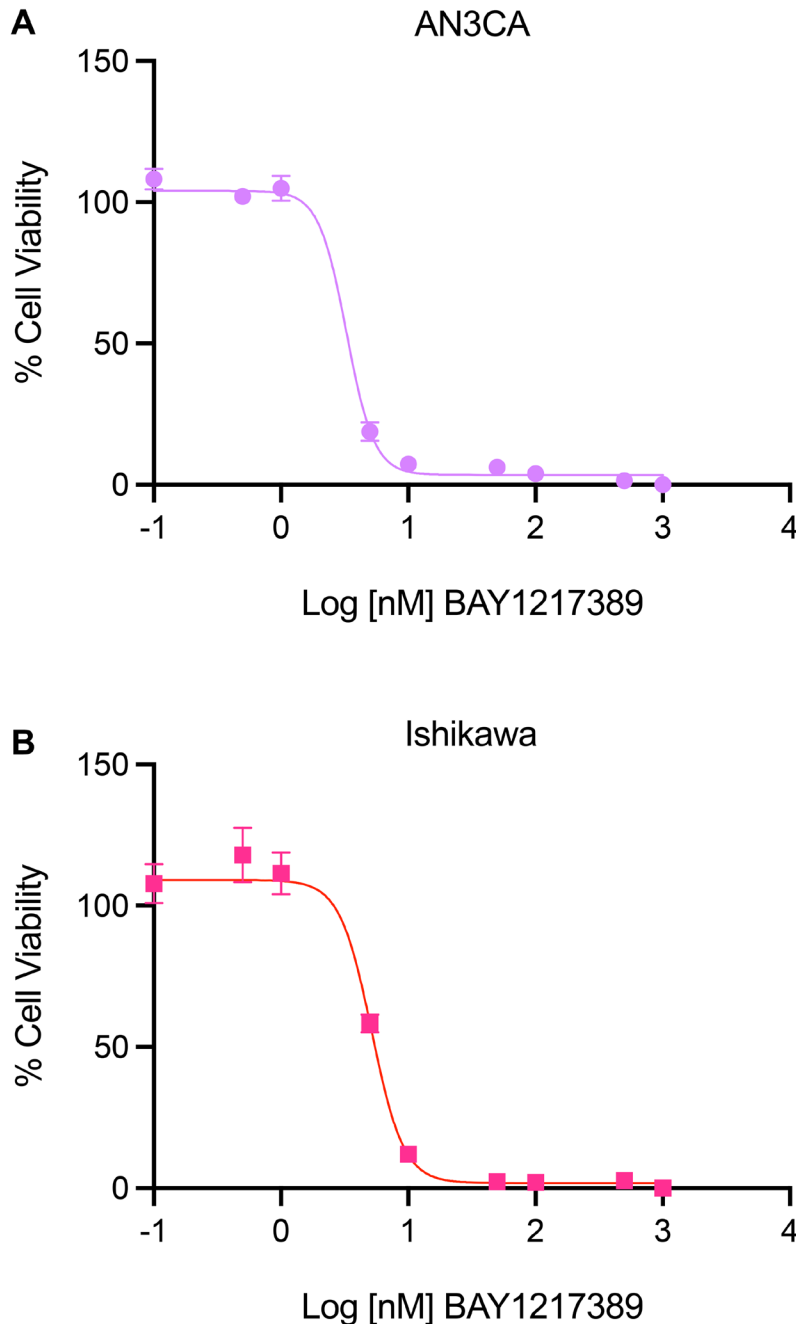 A
AN3CA
150
100
50
0
% Cell Viability
-1 0 1 2 3 4
Log [nM] BAY1217389
B
Ishikawa
150
100
50
0
% Cell Viability
-1 0 1 2 3 4
Log [nM] BAY1217389